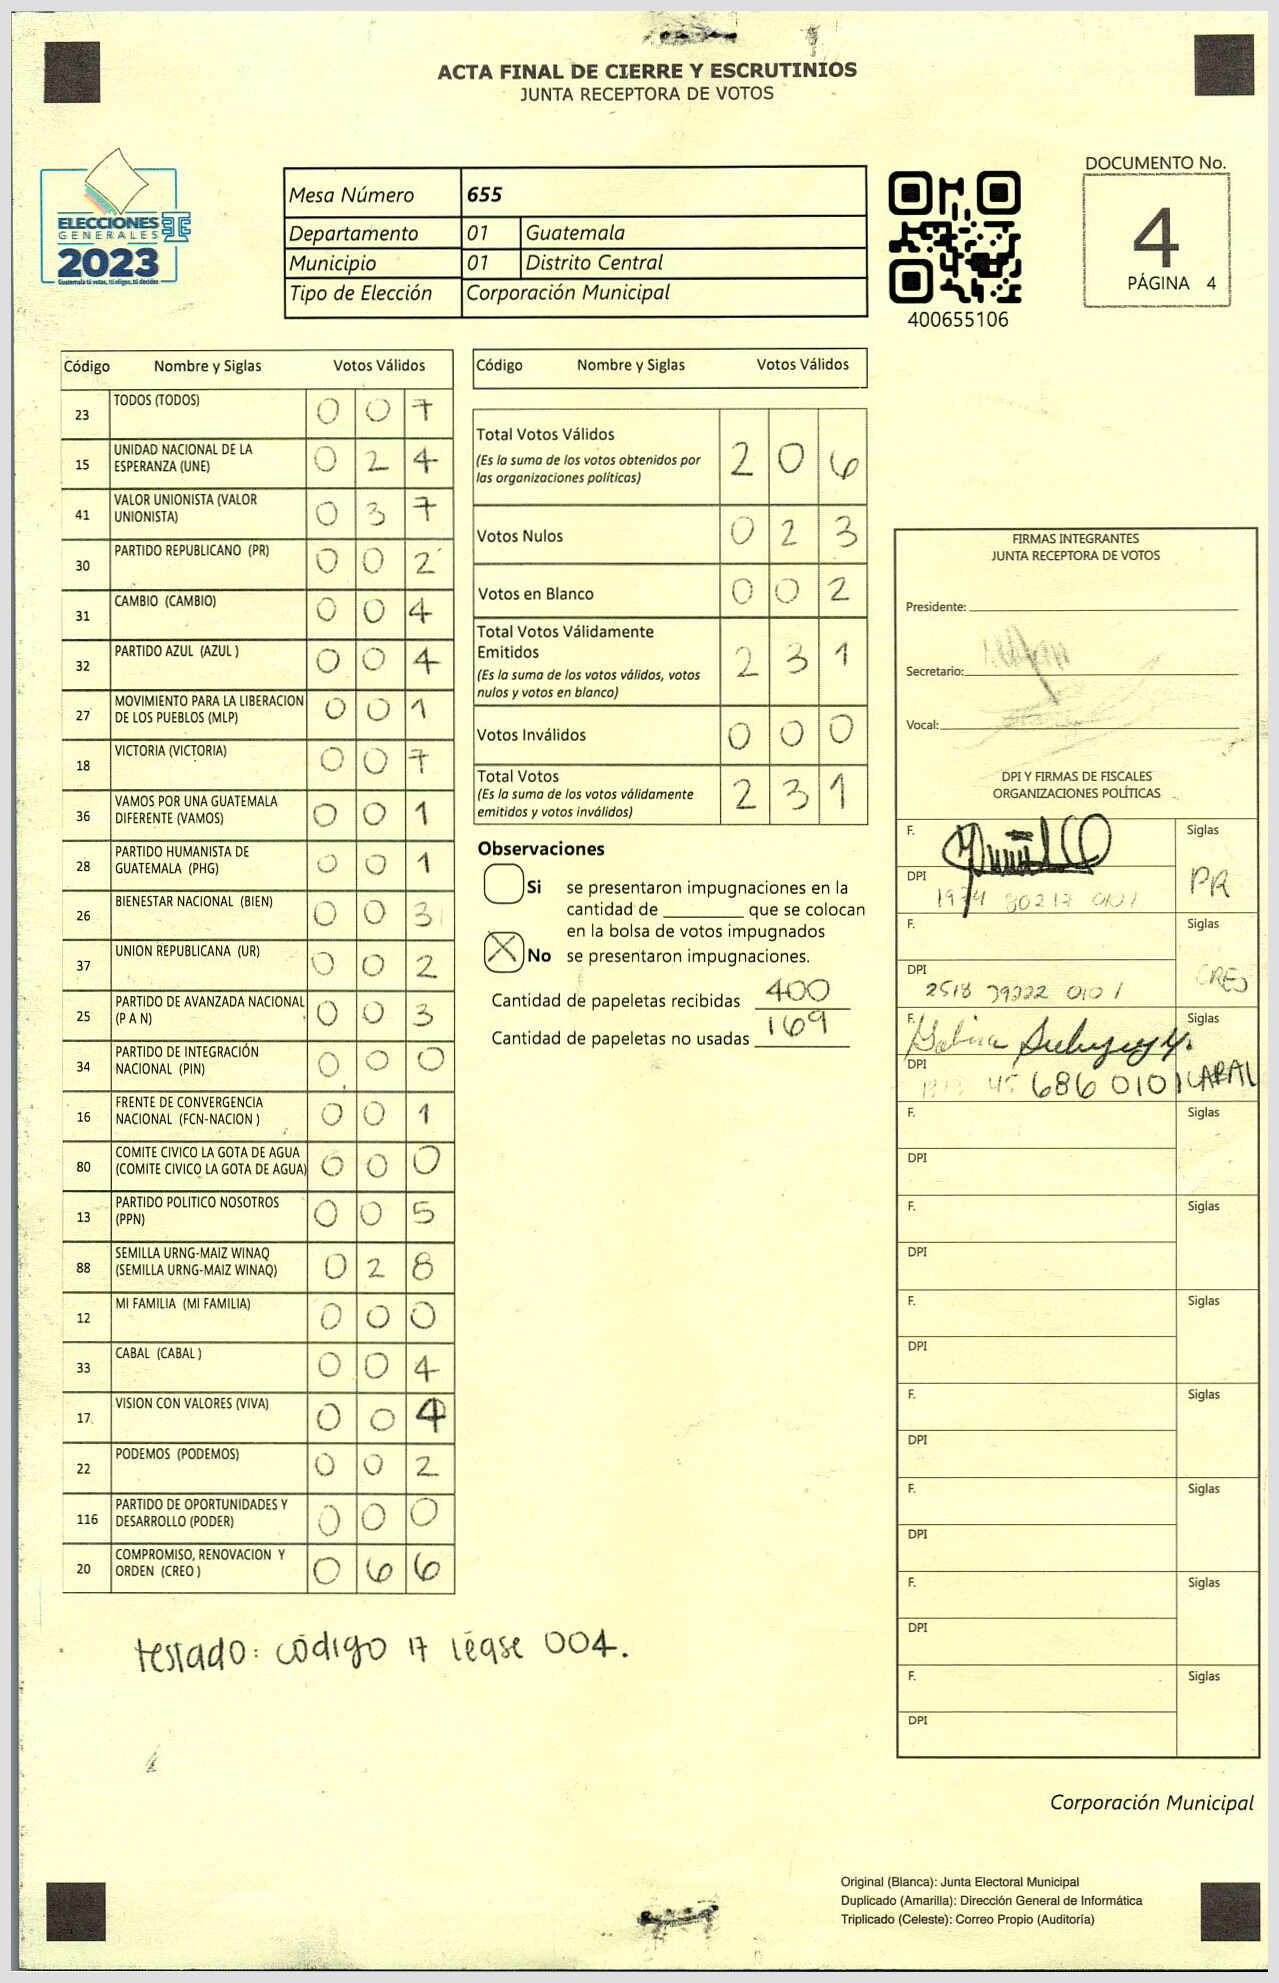 ACTA FINAL DE CIERRE Y ESCRUTINIOS
JUNTA RECEPTORA DE VOTOS
ELECCIONES
GENERALES
2023
Guatemala tú votas, tú eliges, tú decides
Mesa Número 655
Departamento 01 Guatemala
Municipio 01 Distrito Central
Tipo de Elección Corporación Municipal
400655106
DOCUMENTO No.
4
PÁGINA 4
Código Nombre y Siglas Votos Válidos
23 TODOS (TODOS) 0 0 7
15 UNIDAD NACIONAL DE LA ESPERANZA (UNE) 0 2 4
41 VALOR UNIONISTA (VALOR UNIONISTA) 0 3 7
30 PARTIDO REPUBLICANO (PR) 0 0 2
31 CAMBIO (CAMBIO) 0 0 4
32 PARTIDO AZUL (AZUL ) 0 0 4
27 MOVIMIENTO PARA LA LIBERACION DE LOS PUEBLOS (MLP) 0 0 1
18 VICTORIA (VICTORIA) 0 0 7
36 VAMOS POR UNA GUATEMALA DIFERENTE (VAMOS) 0 0 1
28 PARTIDO HUMANISTA DE GUATEMALA (PHG) 0 0 1
26 BIENESTAR NACIONAL (BIEN) 0 0 3
37 UNION REPUBLICANA (UR) 0 0 2
25 PARTIDO DE AVANZADA NACIONAL (P A N) 0 0 3
34 PARTIDO DE INTEGRACIÓN NACIONAL (PIN) 0 0 0
16 FRENTE DE CONVERGENCIA NACIONAL (FCN-NACION ) 0 0 1
80 COMITE CIVICO LA GOTA DE AGUA (COMITE CIVICO LA GOTA DE AGUA) 0 0 0
13 PARTIDO POLITICO NOSOTROS (PPN) 0 0 5
88 SEMILLA URNG-MAIZ WINAQ (SEMILLA URNG-MAIZ WINAQ) 0 2 8
12 MI FAMILIA (MI FAMILIA) 0 0 0
33 CABAL (CABAL ) 0 0 4
17 VISION CON VALORES (VIVA) 0 0 4
22 PODEMOS (PODEMOS) 0 0 2
116 PARTIDO DE OPORTUNIDADES Y DESARROLLO (PODER) 0 0 0
20 COMPROMISO, RENOVACION Y ORDEN (CREO ) 0 6 6
testado: código 17 léase 004.
Código Nombre y Siglas Votos Válidos
Total Votos Válidos 2 0 6
(Es la suma de los votos obtenidos por
las organizaciones políticas)
Votos Nulos 0 2 3
Votos en Blanco 0 0 2
Total Votos Válidamente
Emitidos 2 3 1
(Es la suma de los votos válidos, votos
nulos y votos en blanco)
Votos Inválidos 0 0 0
Total Votos 2 3 1
(Es la suma de los votos válidamente
emitidos y votos inválidos)
Observaciones
Si se presentaron impugnaciones en la
cantidad de ________ que se colocan
en la bolsa de votos impugnados
X No se presentaron impugnaciones.
Cantidad de papeletas recibidas 400
Cantidad de papeletas no usadas 169
FIRMAS INTEGRANTES
JUNTA RECEPTORA DE VOTOS
Presidente:
Secretario:
Vocal:
DPI Y FIRMAS DE FISCALES
ORGANIZACIONES POLÍTICAS
F. Siglas
DPI PR
F. Siglas
DPI 0101
F. Siglas
DPI 686 0101
F. Siglas
DPI
F. Siglas
DPI
F. Siglas
DPI
F. Siglas
DPI
F. Siglas
DPI
F. Siglas
DPI
F. Siglas
DPI
Corporación Municipal
Original (Blanca): Junta Electoral Municipal
Duplicado (Amarilla): Dirección General de Informática
Triplicado (Celeste): Correo Propio (Auditoría)